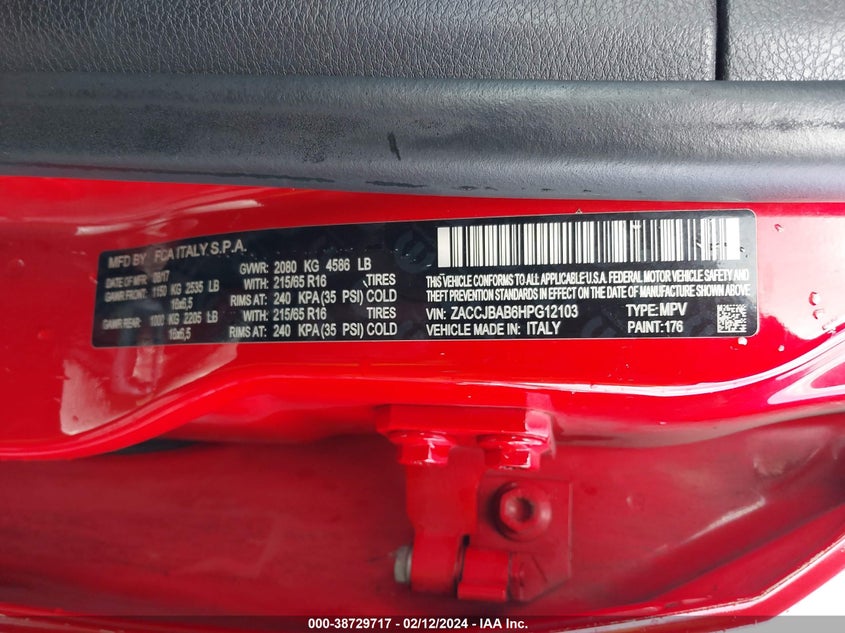 MFD BY FCA ITALY S.P.A.
DATE OF MFR 08/17 GVWR: 2080 KG 4586 LB
GAWR FRONT: 1150 KG 2535 LB WITH: 215/65 R16 TIRES
16x6,5 RIMS AT: 240 KPA(35 PSI) COLD
GAWR REAR: 1000 KG 2205 LB WITH: 215/65 R16 TIRES
16x6,5 RIMS AT: 240 KPA(35 PSI) COLD
THIS VEHICLE CONFORMS TO ALL APPLICABLE U.S.A. FEDERAL MOTOR VEHICLE SAFETY AND
THEFT PREVENTION STANDARDS IN EFFECT ON THE DATE OF MANUFACTURE SHOWN ABOVE.
VIN: ZACCJBAB6HPG12103 TYPE: MPV
VEHICLE MADE IN: ITALY PAINT: 176
000-38729717 - 02/12/2024 - IAA Inc.